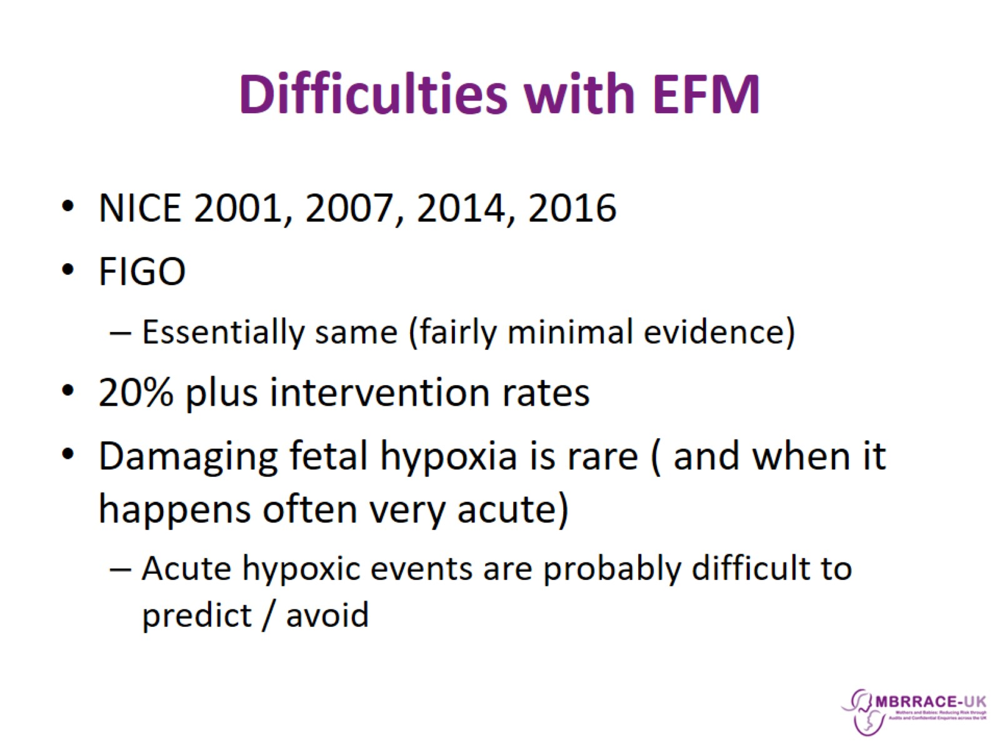 Difficulties with EFM
• NICE 2001, 2007, 2014, 2016
• FIGO
– Essentially same (fairly minimal evidence)
• 20% plus intervention rates
• Damaging fetal hypoxia is rare ( and when it
happens often very acute)
– Acute hypoxic events are probably difficult to
predict / avoid
MBRRACE-UK
Mothers and Babies: Reducing Risk through
Audits and Confidential Enquiries across the UK